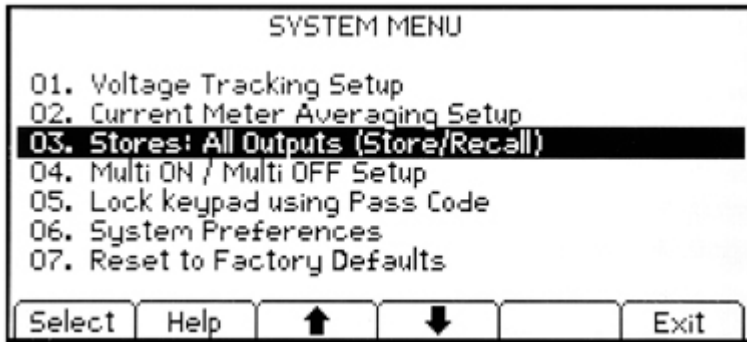 SYSTEM MENU
01. Voltage Tracking Setup
02. Current Meter Averaging Setup
03. Stores: All Outputs (Store/Recall)
04. Multi ON / Multi OFF Setup
05. Lock keypad using Pass Code
06. System Preferences
07. Reset to Factory Defaults
Select Help ↑ ↓ Exit